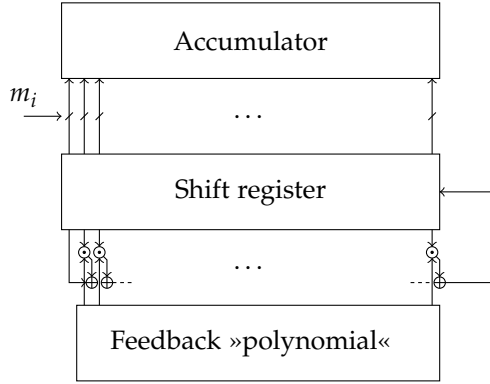 Accumulator
m_i
...
Shift register
...
Feedback »polynomial«